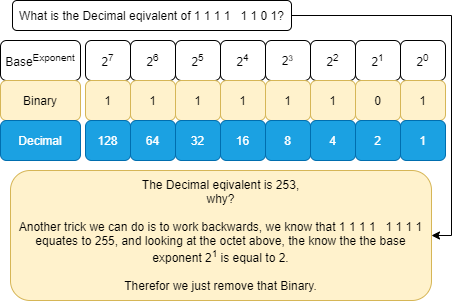 What is the Decimal eqivalent of 1 1 1 1   1 1 0 1?
Base^Exponent 2^7 2^6 2^5 2^4 2^3 2^2 2^1 2^0
Binary 1 1 1 1 1 1 0 1
Decimal 128 64 32 16 8 4 2 1
The Decimal eqivalent is 253,
why?
Another trick we can do is to work backwards, we know that 1 1 1 1   1 1 1 1
equates to 255, and looking at the octet above, the know the the base
exponent 2^1 is equal to 2.
Therefor we just remove that Binary.